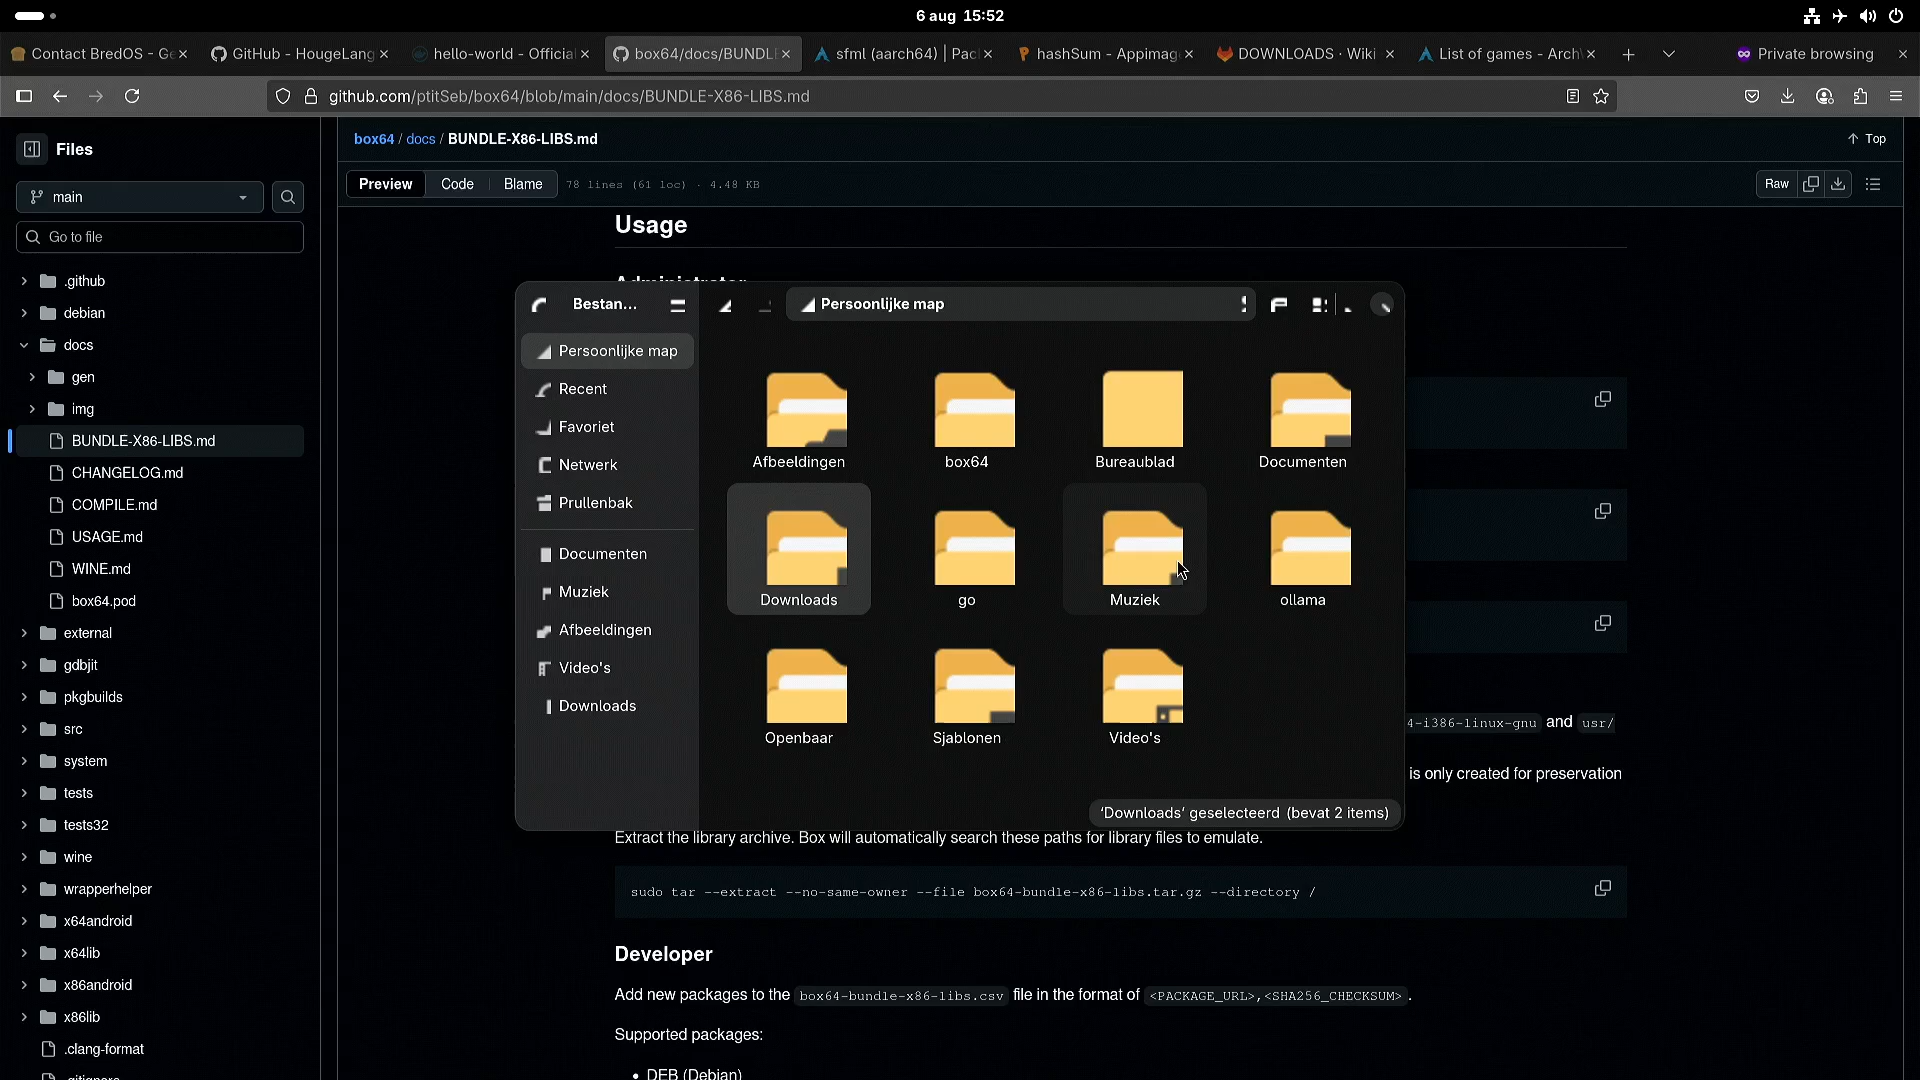 6 aug 15:52
Contact BredOS - Ge
GitHub - HougeLang
hello-world - Official
box64/docs/BUNDLE
sfml (aarch64) | Pac
hashSum - Appimag
DOWNLOADS · Wiki
List of games - ArchW
Private browsing
github.com/ptitSeb/box64/blob/main/docs/BUNDLE-X86-LIBS.md
Files
main
Go to file
.github
debian
docs
gen
img
BUNDLE-X86-LIBS.md
CHANGELOG.md
COMPILE.md
USAGE.md
WINE.md
box64.pod
external
gdbjit
pkgbuilds
src
system
tests
tests32
wine
wrapperhelper
x64android
x64lib
x86android
x86lib
.clang-format
.gitignore
box64 / docs / BUNDLE-X86-LIBS.md
Top
Preview
Code
Blame
78 lines (61 loc) · 4.48 KB
Raw
Usage
Administrator
Bestan...
Persoonlijke map
Persoonlijke map
Recent
Favoriet
Netwerk
Prullenbak
Documenten
Muziek
Afbeeldingen
Video's
Downloads
Afbeeldingen
box64
Bureaublad
Documenten
Downloads
go
Muziek
ollama
Openbaar
Sjablonen
Video's
‘Downloads’ geselecteerd (bevat 2 items)
4-i386-linux-gnu and usr/
is only created for preservation
Extract the library archive. Box will automatically search these paths for library files to emulate.
sudo tar --extract --no-same-owner --file box64-bundle-x86-libs.tar.gz --directory /
Developer
Add new packages to the box64-bundle-x86-libs.csv file in the format of <PACKAGE_URL>,<SHA256_CHECKSUM>.
Supported packages:
• DEB (Debian)